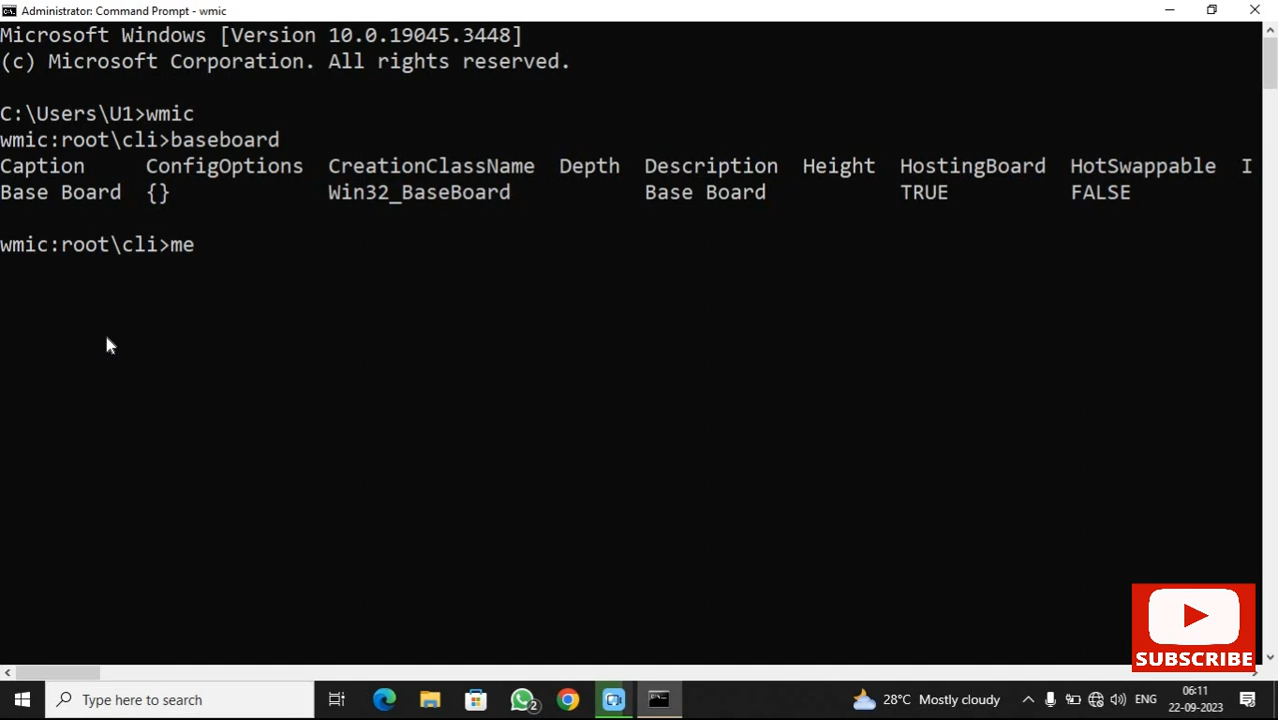 Administrator: Command Prompt - wmic
Microsoft Windows [Version 10.0.19045.3448]
(c) Microsoft Corporation. All rights reserved.
C:\Users\U1>wmic
wmic:root\cli>baseboard
Caption ConfigOptions CreationClassName Depth Description Height HostingBoard HotSwappable I
Base Board {} Win32_BaseBoard Base Board TRUE FALSE
wmic:root\cli>me
SUBSCRIBE
Type here to search 2 28°C Mostly cloudy ENG 06:11
22-09-2023